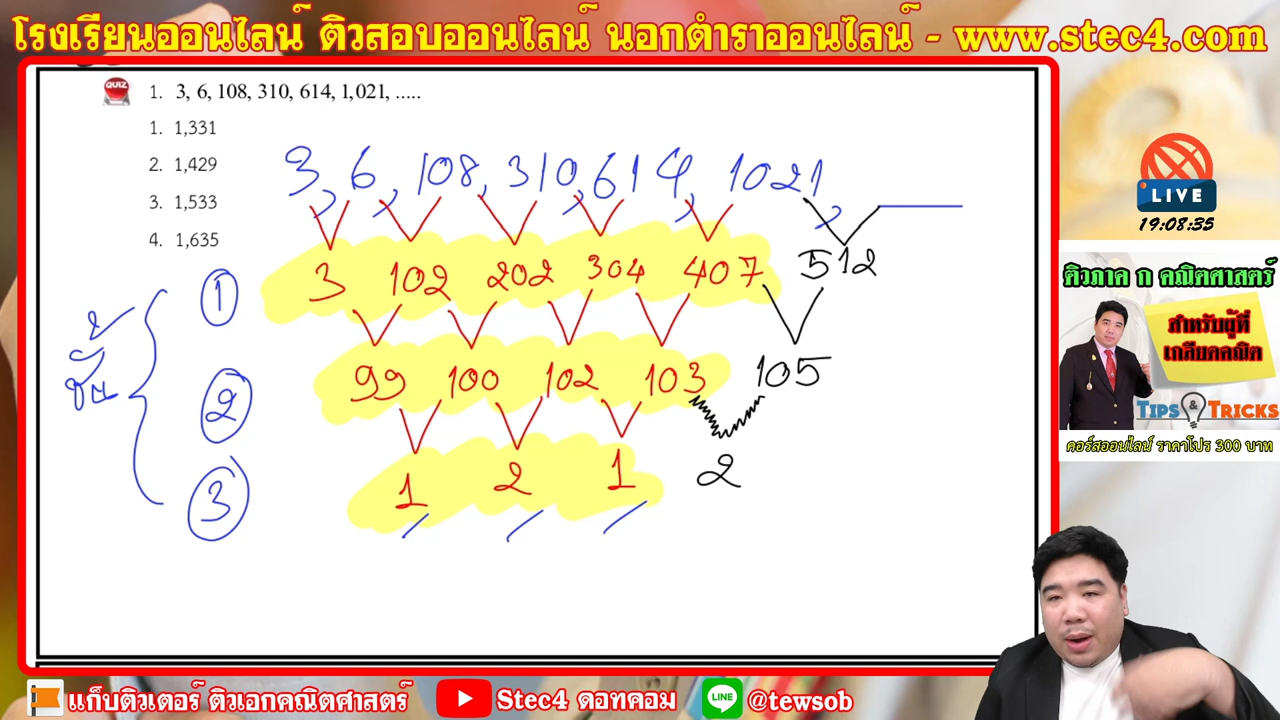 โรงเรียนออนไลน์ ติวสอบออนไลน์ นอกตำราออนไลน์ - www.stec4.com
QUIZ 1. 3, 6, 108, 310, 614, 1,021, .....
1. 1,331
2. 1,429
3. 1,533
4. 1,635
3, 6, 108, 310, 614, 1021,
① 3 102 202 304 407 512
② 99 100 102 103 105
③ 1 2 1 2
LIVE
19:08:35
ติวภาค ก คณิตศาสตร์
สำหรับผู้ที่
เกลียดคณิต
TIPS & TRICKS
คอร์สออนไลน์ ราคาโปร 300 บาท
แก็บติวเตอร์ ติวเอกคณิตศาสตร์ Stec4 ดอทคอม LINE @tewsob